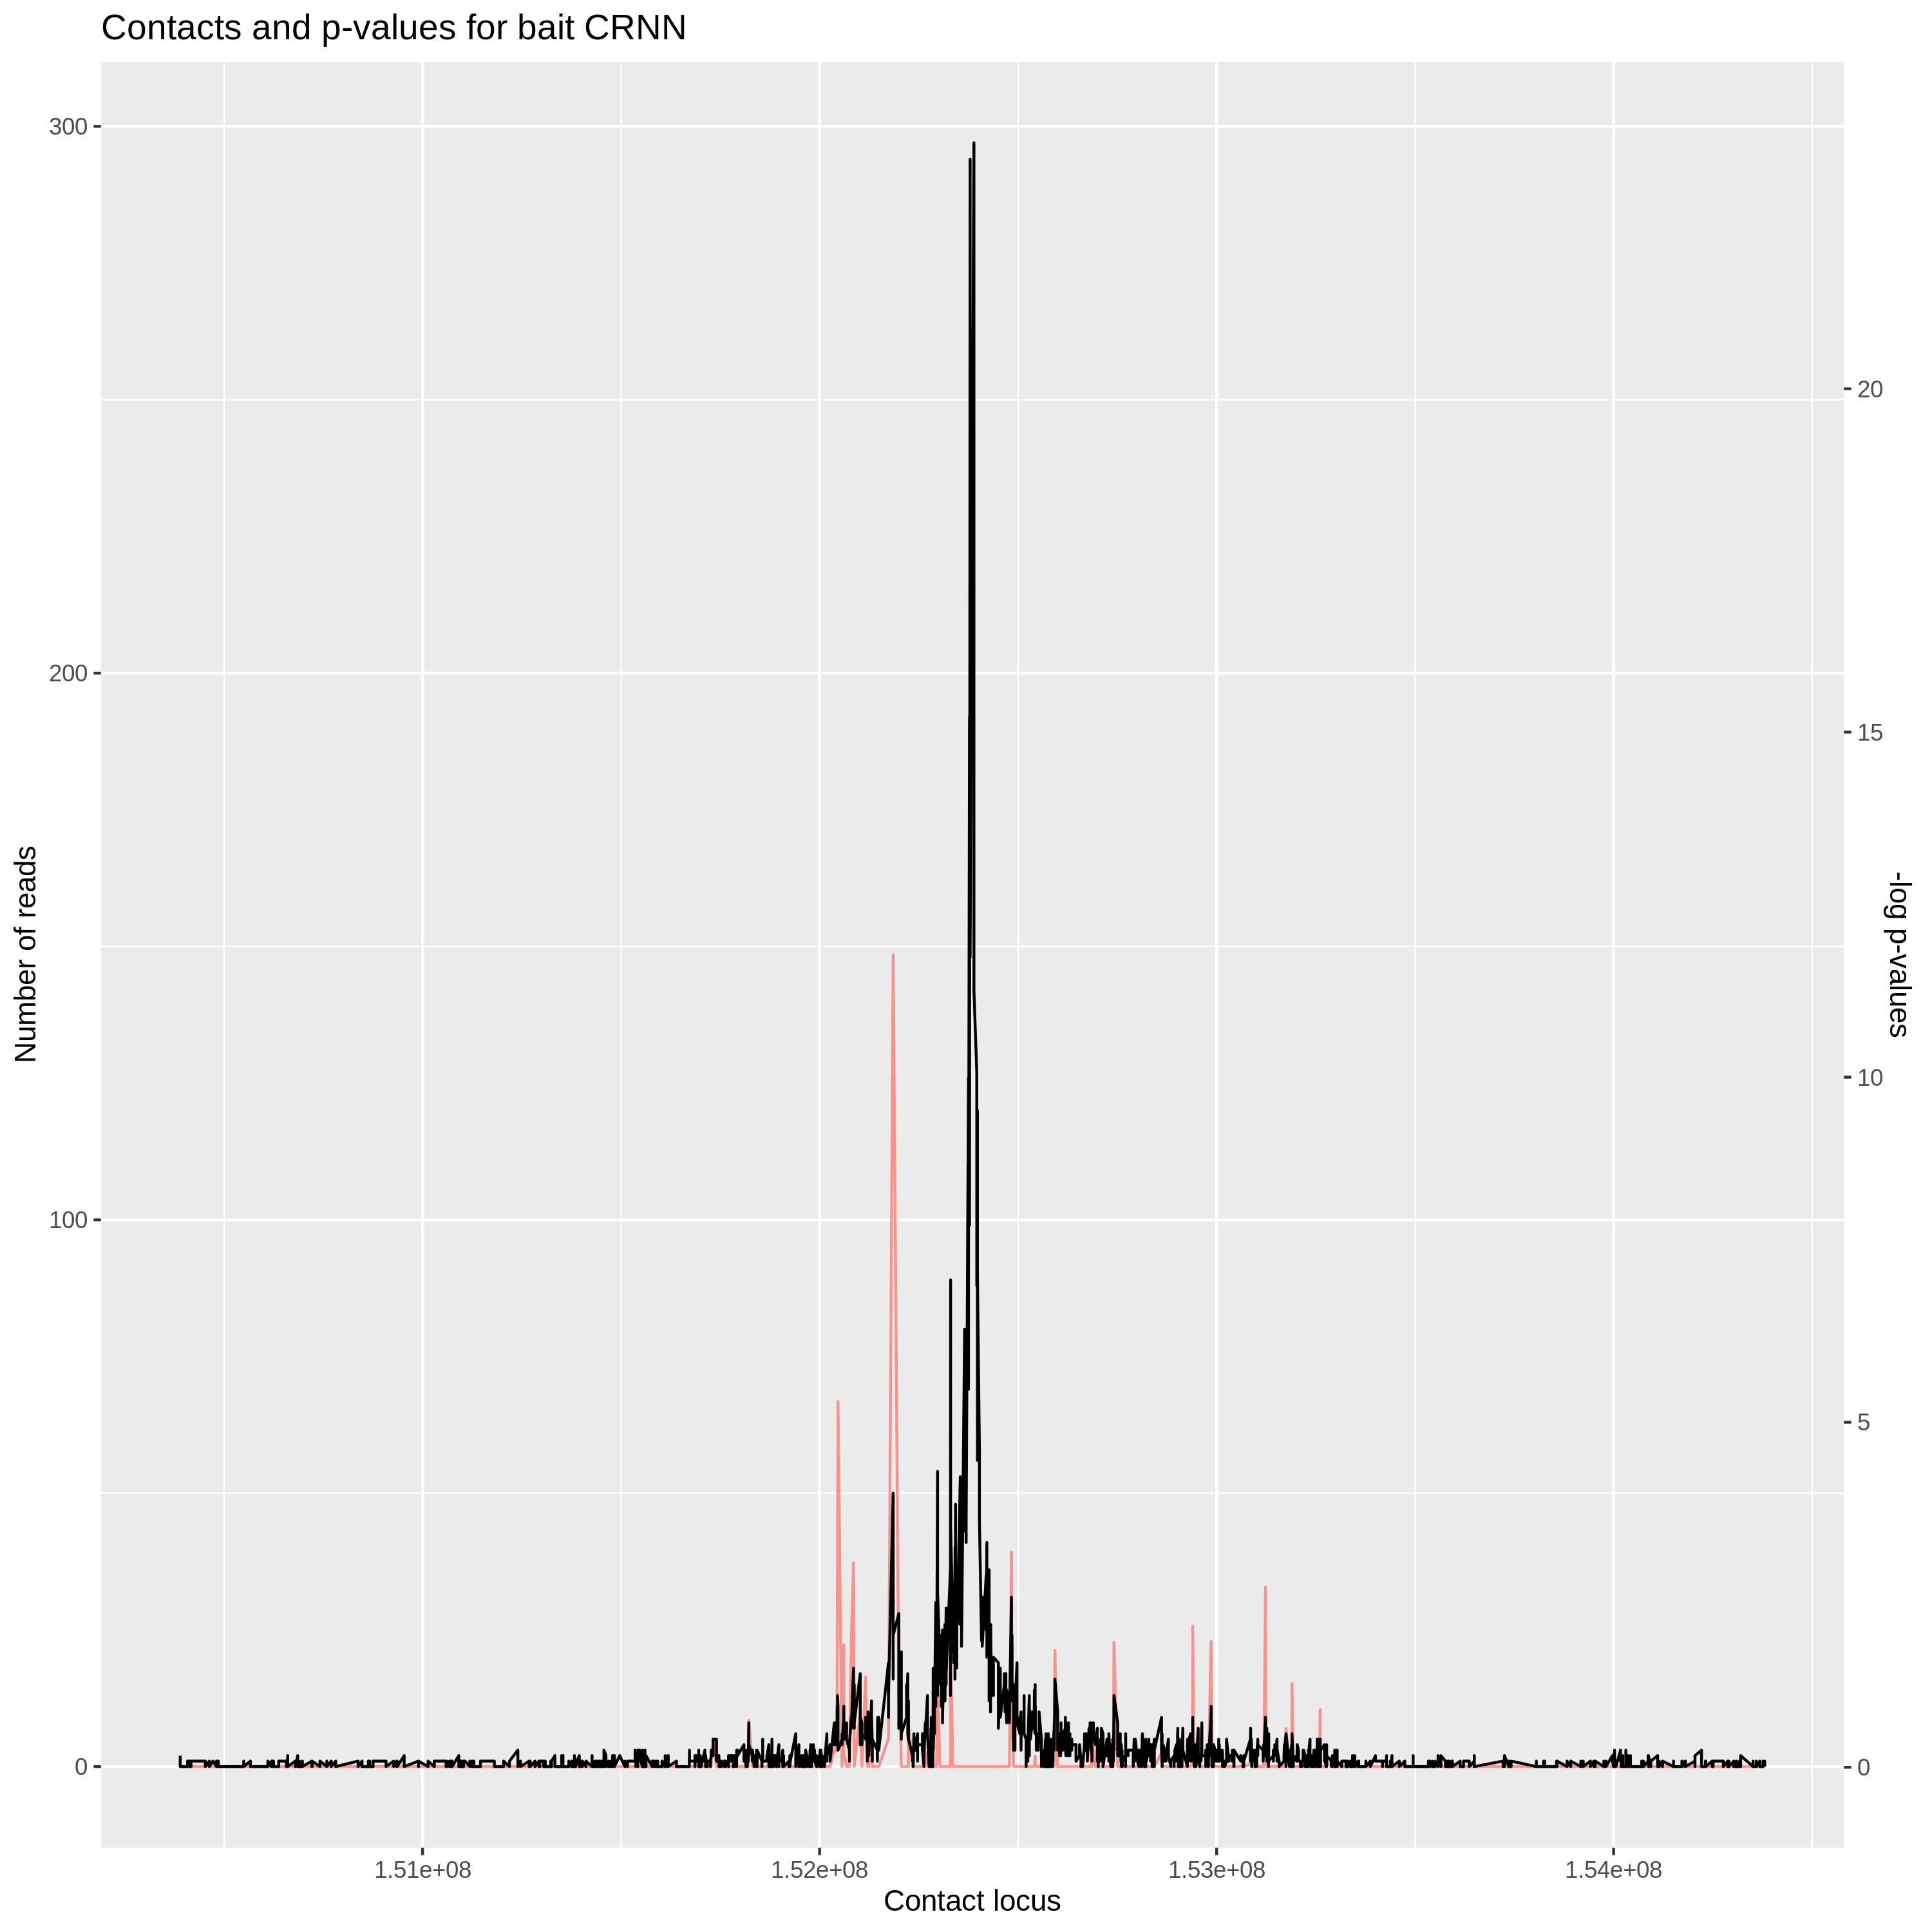 Contacts and p-values for bait CRNN
300
200
100
0
Number of reads
20
15
10
5
0
-log p-values
1.51e+08
1.52e+08
1.53e+08
1.54e+08
Contact locus